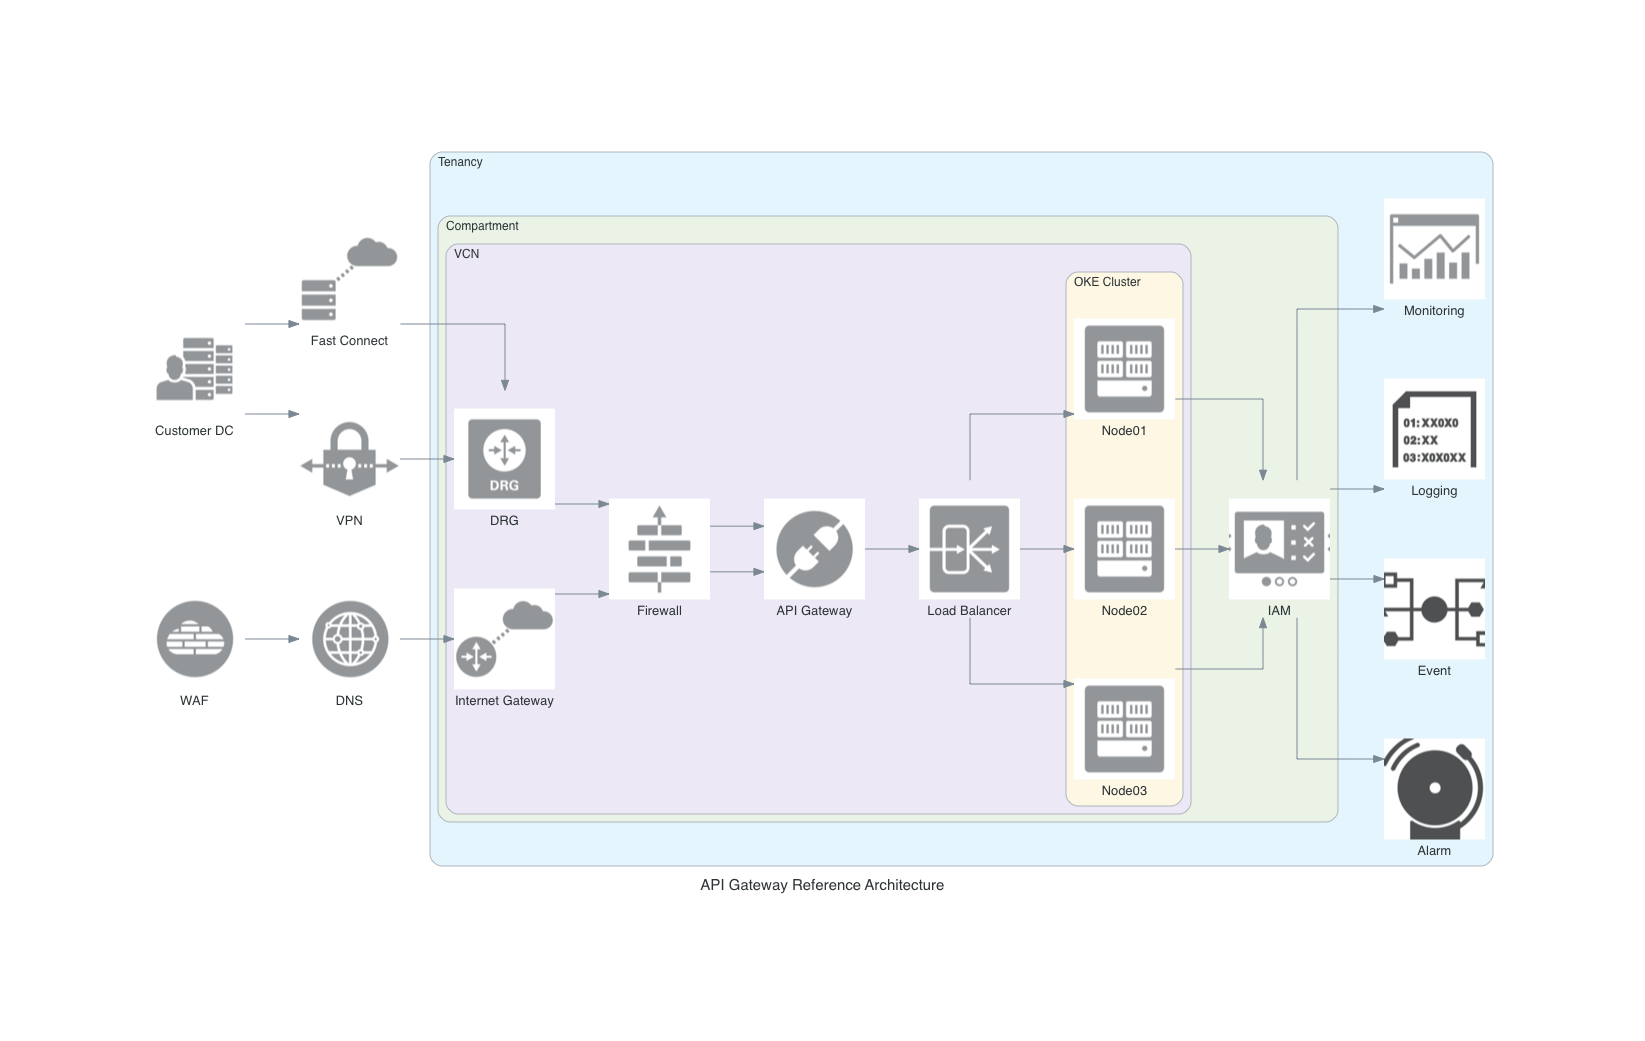 Tenancy
Compartment
VCN
OKE Cluster
Fast Connect
Customer DC
VPN
DRG
DRG
WAF
DNS
Internet Gateway
Firewall
API Gateway
Load Balancer
Node01
Node02
Node03
IAM
Monitoring
01:XX0X0
02:XX
03:X0X0XX
Logging
Event
Alarm
API Gateway Reference Architecture